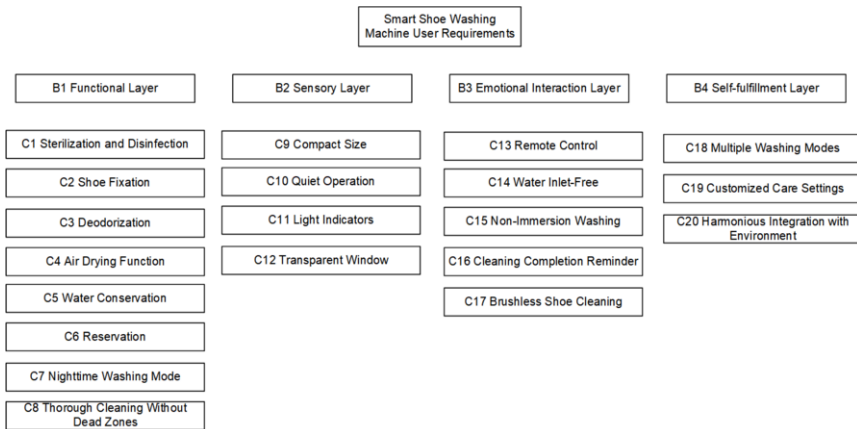 Smart Shoe Washing
Machine User Requirements
B1 Functional Layer
B2 Sensory Layer
B3 Emotional Interaction Layer
B4 Self-fulfillment Layer
C1 Sterilization and Disinfection
C2 Shoe Fixation
C3 Deodorization
C4 Air Drying Function
C5 Water Conservation
C6 Reservation
C7 Nighttime Washing Mode
C8 Thorough Cleaning Without
Dead Zones
C9 Compact Size
C10 Quiet Operation
C11 Light Indicators
C12 Transparent Window
C13 Remote Control
C14 Water Inlet-Free
C15 Non-Immersion Washing
C16 Cleaning Completion Reminder
C17 Brushless Shoe Cleaning
C18 Multiple Washing Modes
C19 Customized Care Settings
C20 Harmonious Integration with
Environment